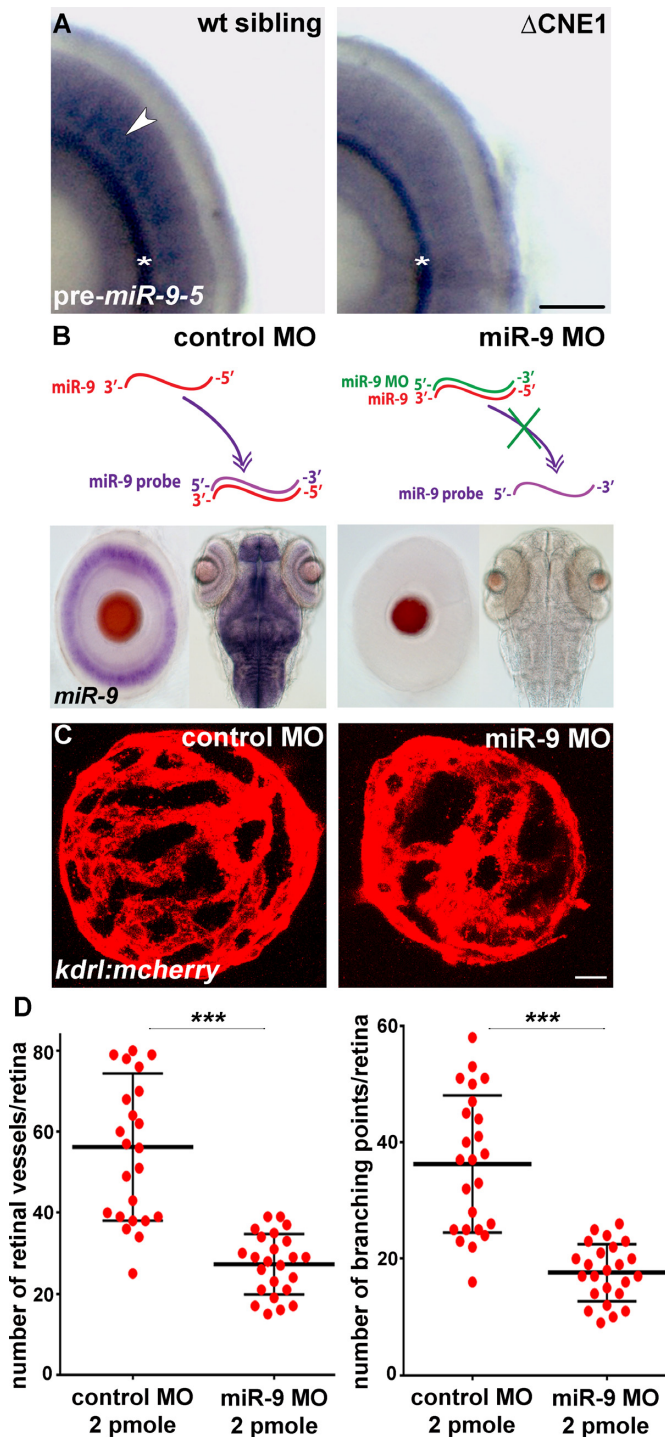 A wt sibling ΔCNE1
* *
pre-miR-9-5
B control MO miR-9 MO
miR-9 3′- -5′
miR-9 probe 5′- -3′
3′- -5′
miR-9 MO 5′- -3′
miR-9 3′- -5′
miR-9 probe 5′- -3′
miR-9
C control MO miR-9 MO
kdrl:mcherry
D
*** ***
number of retinal vessels/retina
80
60
40
20
0
control MO miR-9 MO
2 pmole 2 pmole
number of branching points/retina
60
40
20
0
control MO miR-9 MO
2 pmole 2 pmole